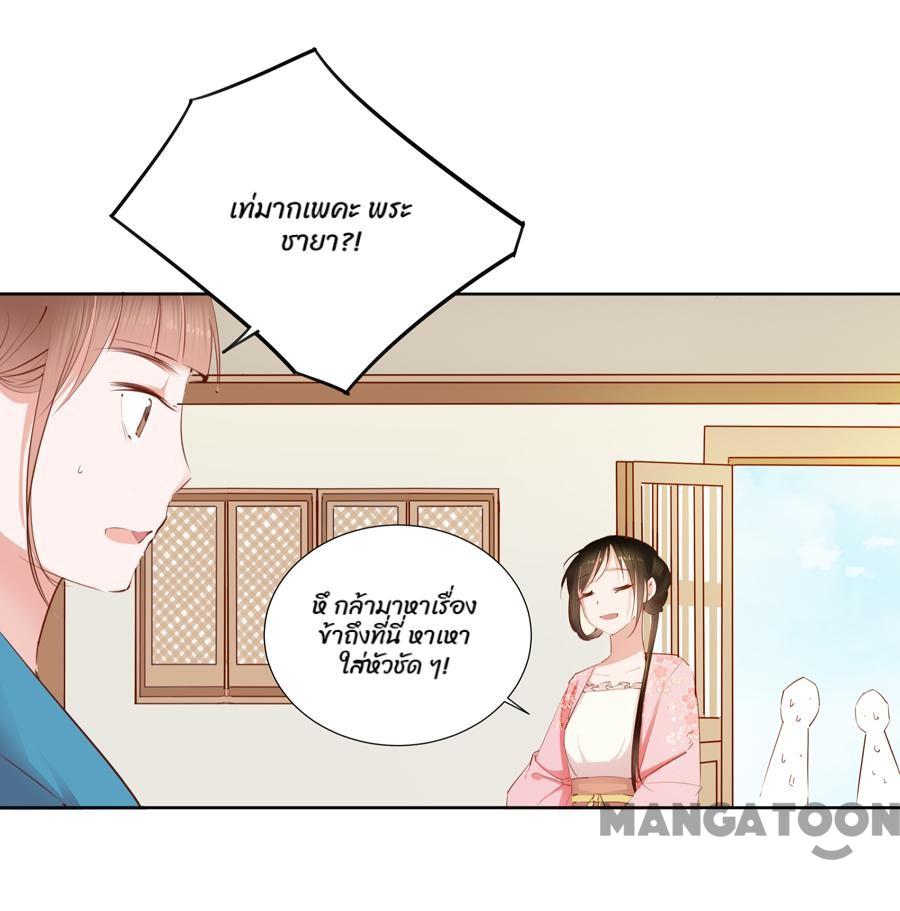 เท่มากเพคะ พระ
ชายา?!
หึ กล้ามาหาเรื่อง
ข้าถึงที่นี่ หาเหา
ใส่หัวชัด ๆ!
MANGATOON